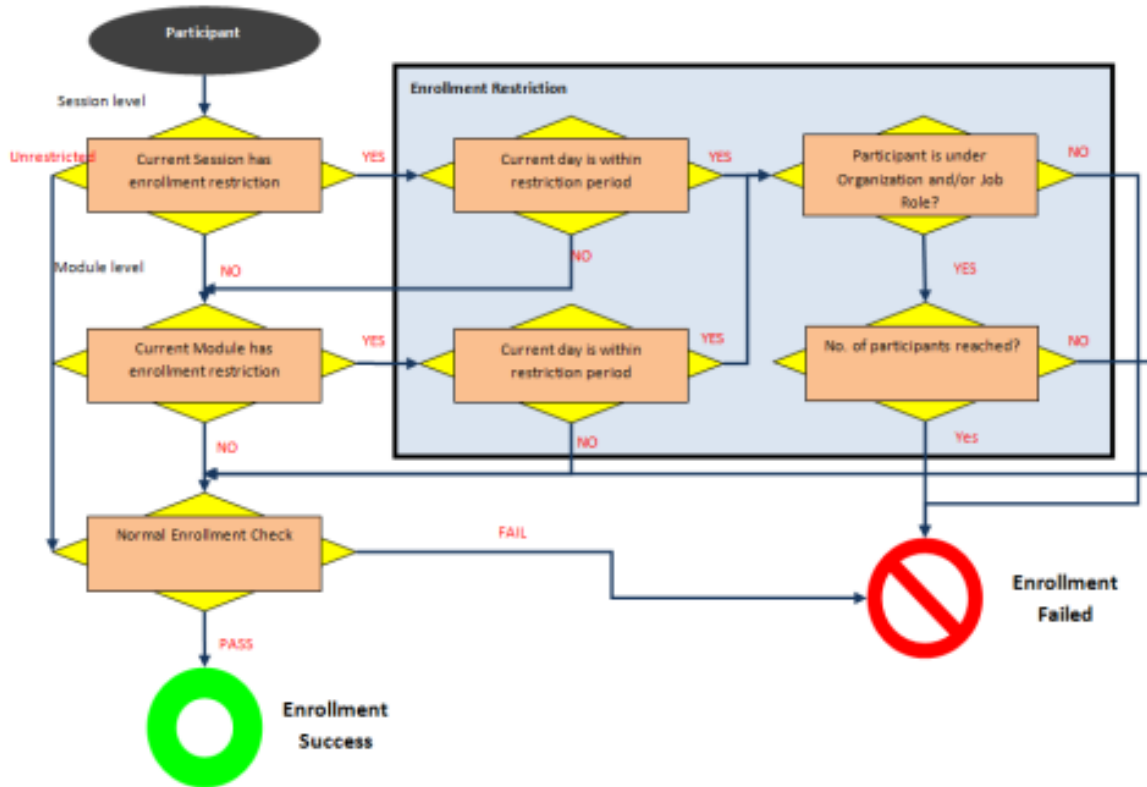 Participant
Session level
Enrollment Restriction
Unrestricted
Current Session has
enrollment restriction
YES
Current day is within
restriction period
YES
Participant is under
Organization and/or Job
Role?
NO
Module level
NO
NO
YES
Current Module has
enrollment restriction
YES
Current day is within
restriction period
YES
No. of participants reached?
NO
NO
NO
Yes
Normal Enrollment Check
FAIL
Enrollment
Failed
PASS
Enrollment
Success